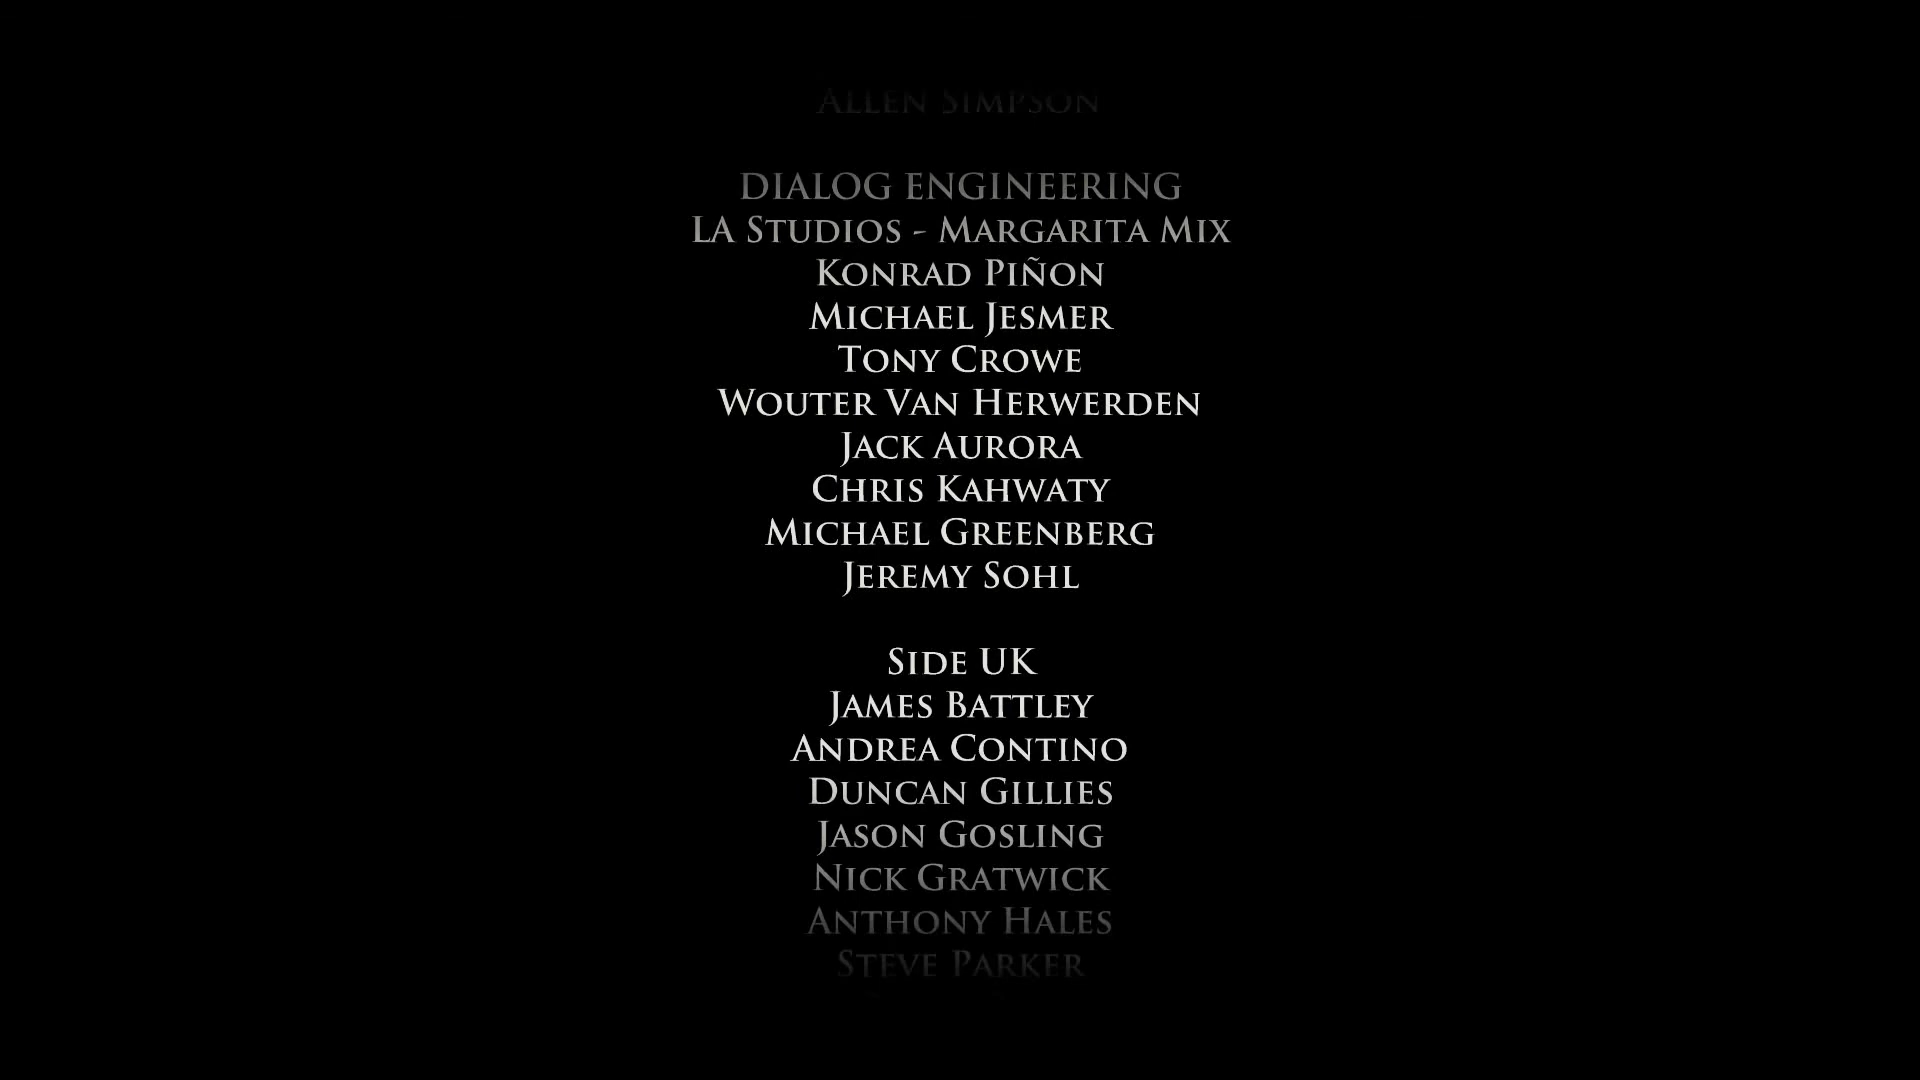 Allen Simpson
DIALOG ENGINEERING
LA Studios - Margarita Mix
Konrad Piñon
Michael Jesmer
Tony Crowe
Wouter Van Herwerden
Jack Aurora
Chris Kahwaty
Michael Greenberg
Jeremy Sohl
Side UK
James Battley
Andrea Contino
Duncan Gillies
Jason Gosling
Nick Gratwick
Anthony Hales
Steve Parker